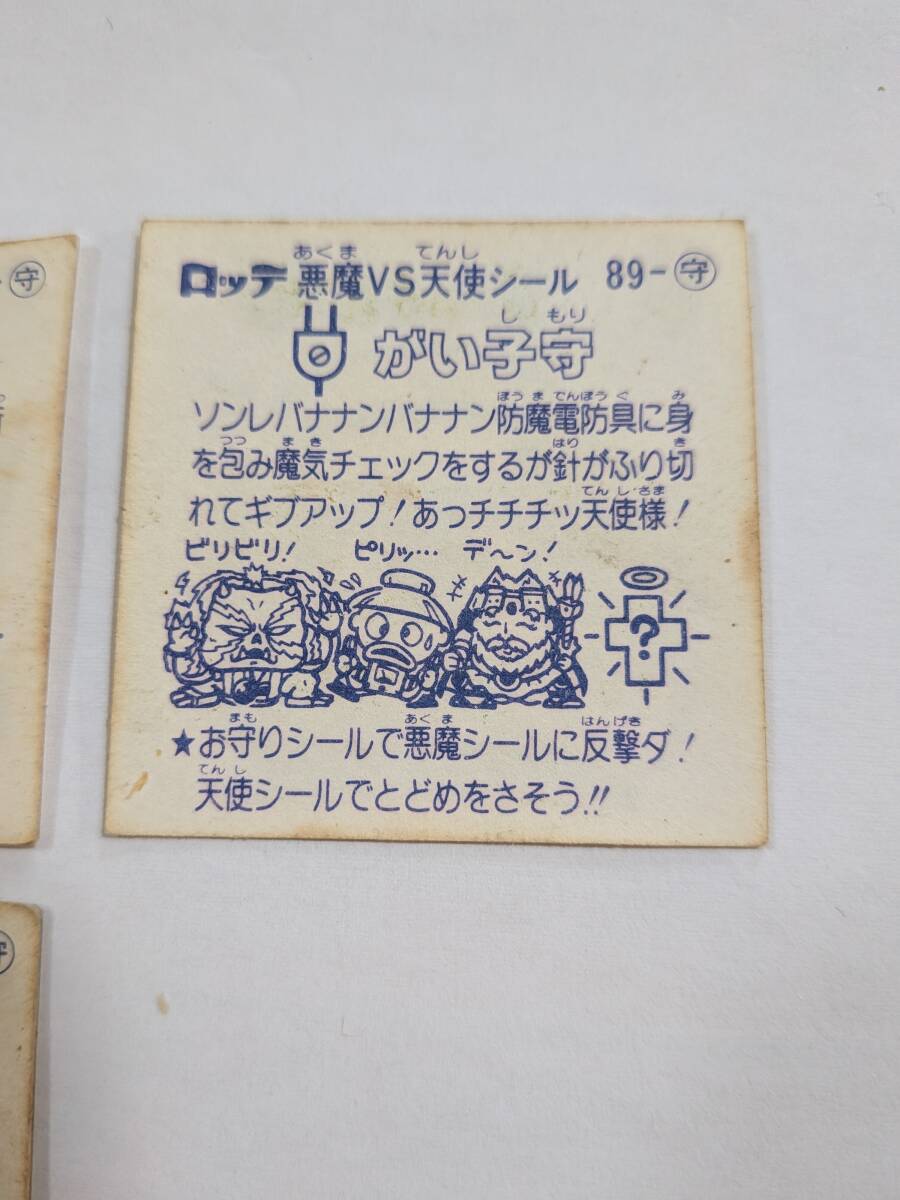 ロッテ 悪魔VS天使シール 89-守
がい子守
ソンレバナナンバナナン防魔電防具に身
を包み魔気チェックをするが針がふり切
れてギブアップ!あっチチチッ天使様!
ビリビリ! ピリッ… デ〜ン!
?
★お守りシールで悪魔シールに反撃ダ!
天使シールでとどめをさそう!!
守